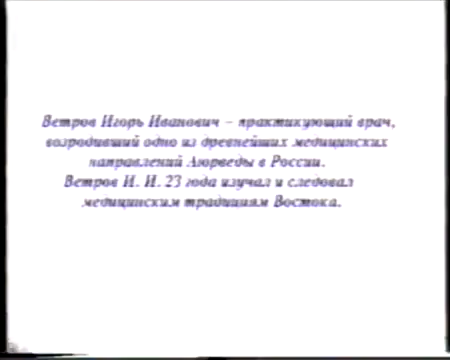 Ветров Игорь Иванович – практикующий врач,
возродивший одно из древнейших медицинских
направлений Аюрведы в России.
Ветров И. И. 23 года изучал и следовал
медицинским традициям Востока.